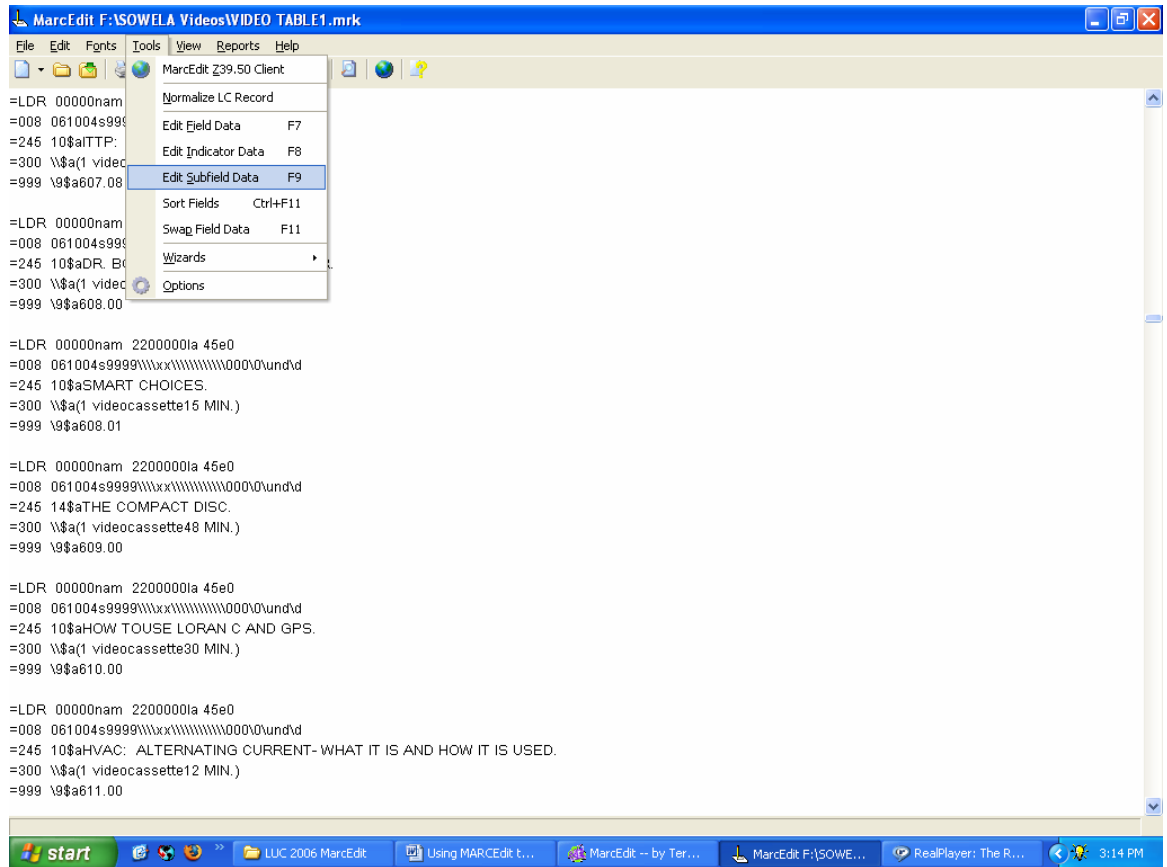 MarcEdit F:\SOWELA Videos\VIDEO TABLE1.mrk
File Edit Fonts Tools View Reports Help
MarcEdit Z39.50 Client
Normalize LC Record
Edit Field Data F7
Edit Indicator Data F8
Edit Subfield Data F9
Sort Fields Ctrl+F11
Swap Field Data F11
Wizards
Options
=LDR 00000nam
=008 061004s999
=245 10$aITTP:
=300 \\$a(1 videc
=999 \9$a607.08
=LDR 00000nam
=008 061004s999
=245 10$aDR. BO
=300 \\$a(1 videc
=999 \9$a608.00
=LDR 00000nam 2200000Ia 45e0
=008 061004s9999\\\\xx\\\\\\\\\\\\000\0\und\d
=245 10$aSMART CHOICES.
=300 \\$a(1 videocassette15 MIN.)
=999 \9$a608.01
=LDR 00000nam 2200000Ia 45e0
=008 061004s9999\\\\xx\\\\\\\\\\\\000\0\und\d
=245 14$aTHE COMPACT DISC.
=300 \\$a(1 videocassette48 MIN.)
=999 \9$a609.00
=LDR 00000nam 2200000Ia 45e0
=008 061004s9999\\\\xx\\\\\\\\\\\\000\0\und\d
=245 10$aHOW TOUSE LORAN C AND GPS.
=300 \\$a(1 videocassette30 MIN.)
=999 \9$a610.00
=LDR 00000nam 2200000Ia 45e0
=008 061004s9999\\\\xx\\\\\\\\\\\\000\0\und\d
=245 10$aHVAC: ALTERNATING CURRENT- WHAT IT IS AND HOW IT IS USED.
=300 \\$a(1 videocassette12 MIN.)
=999 \9$a611.00
start LUC 2006 MarcEdit Using MARCEdit t... MarcEdit -- by Ter... MarcEdit F:\SOWE... RealPlayer: The R... 3:14 PM